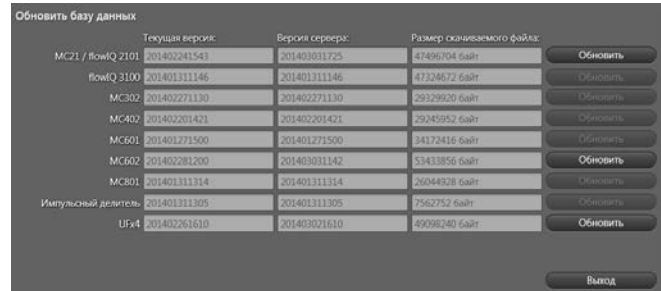 Обновить базу данных
Текущая версия: Версия сервера: Размер скачиваемого файла:
MC21 / flowIQ 2101 201402241543 201403031725 47496704 байт Обновить
flowIQ 3100 201401311146 201401311146 47324672 байт Обновить
MC302 201402271130 201402271130 29329920 байт Обновить
MC402 201402201421 201402201421 29245952 байт Обновить
MC601 201401271500 201401271500 34172416 байт Обновить
MC602 201402281200 201403031142 53433856 байт Обновить
MC801 201401311314 201401311314 26044928 байт Обновить
Импульсный делитель 201401311305 201401311305 7562752 байт Обновить
UFx4 201402261610 201403021610 49098240 байт Обновить
Выход